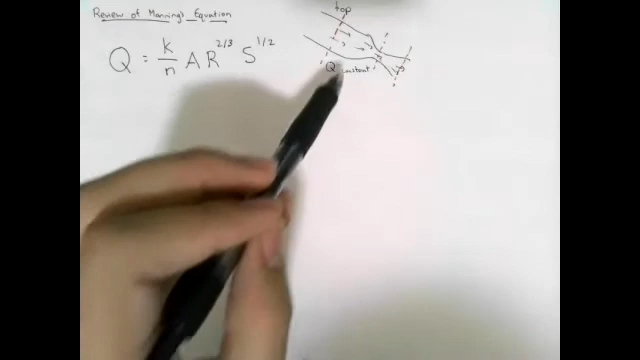 Review of Manning's Equation
top
Q = k/n A R^2/3 S^1/2
Q constant